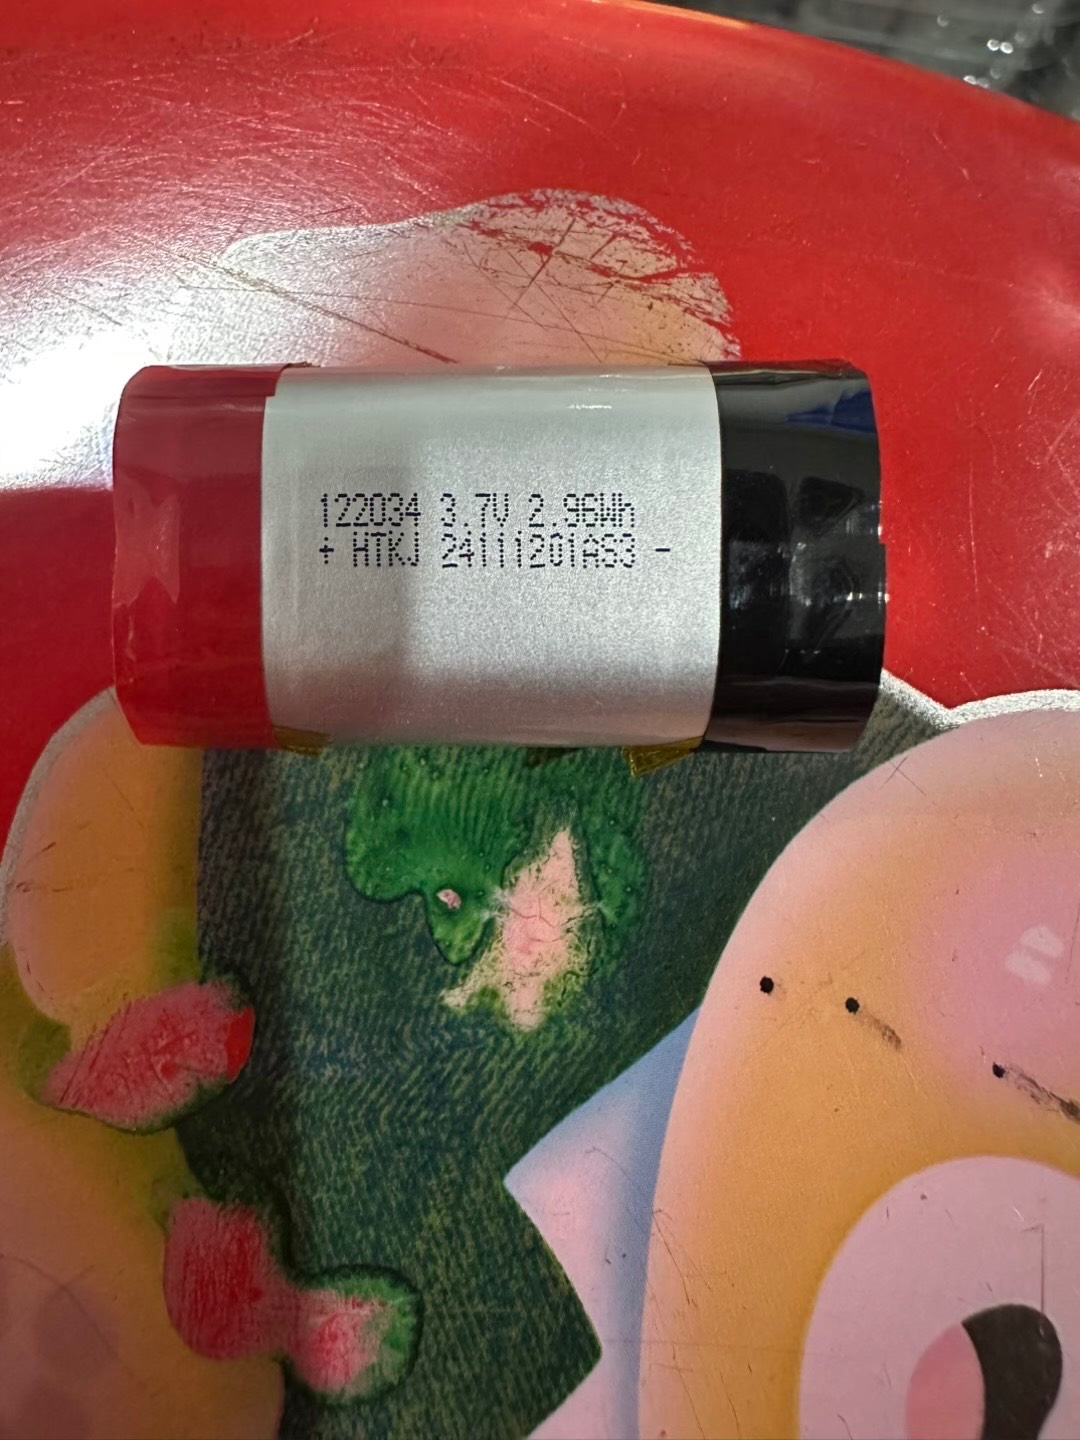 122034 3.7V 2.96Wh
+ HTKJ 24111201AS3 -